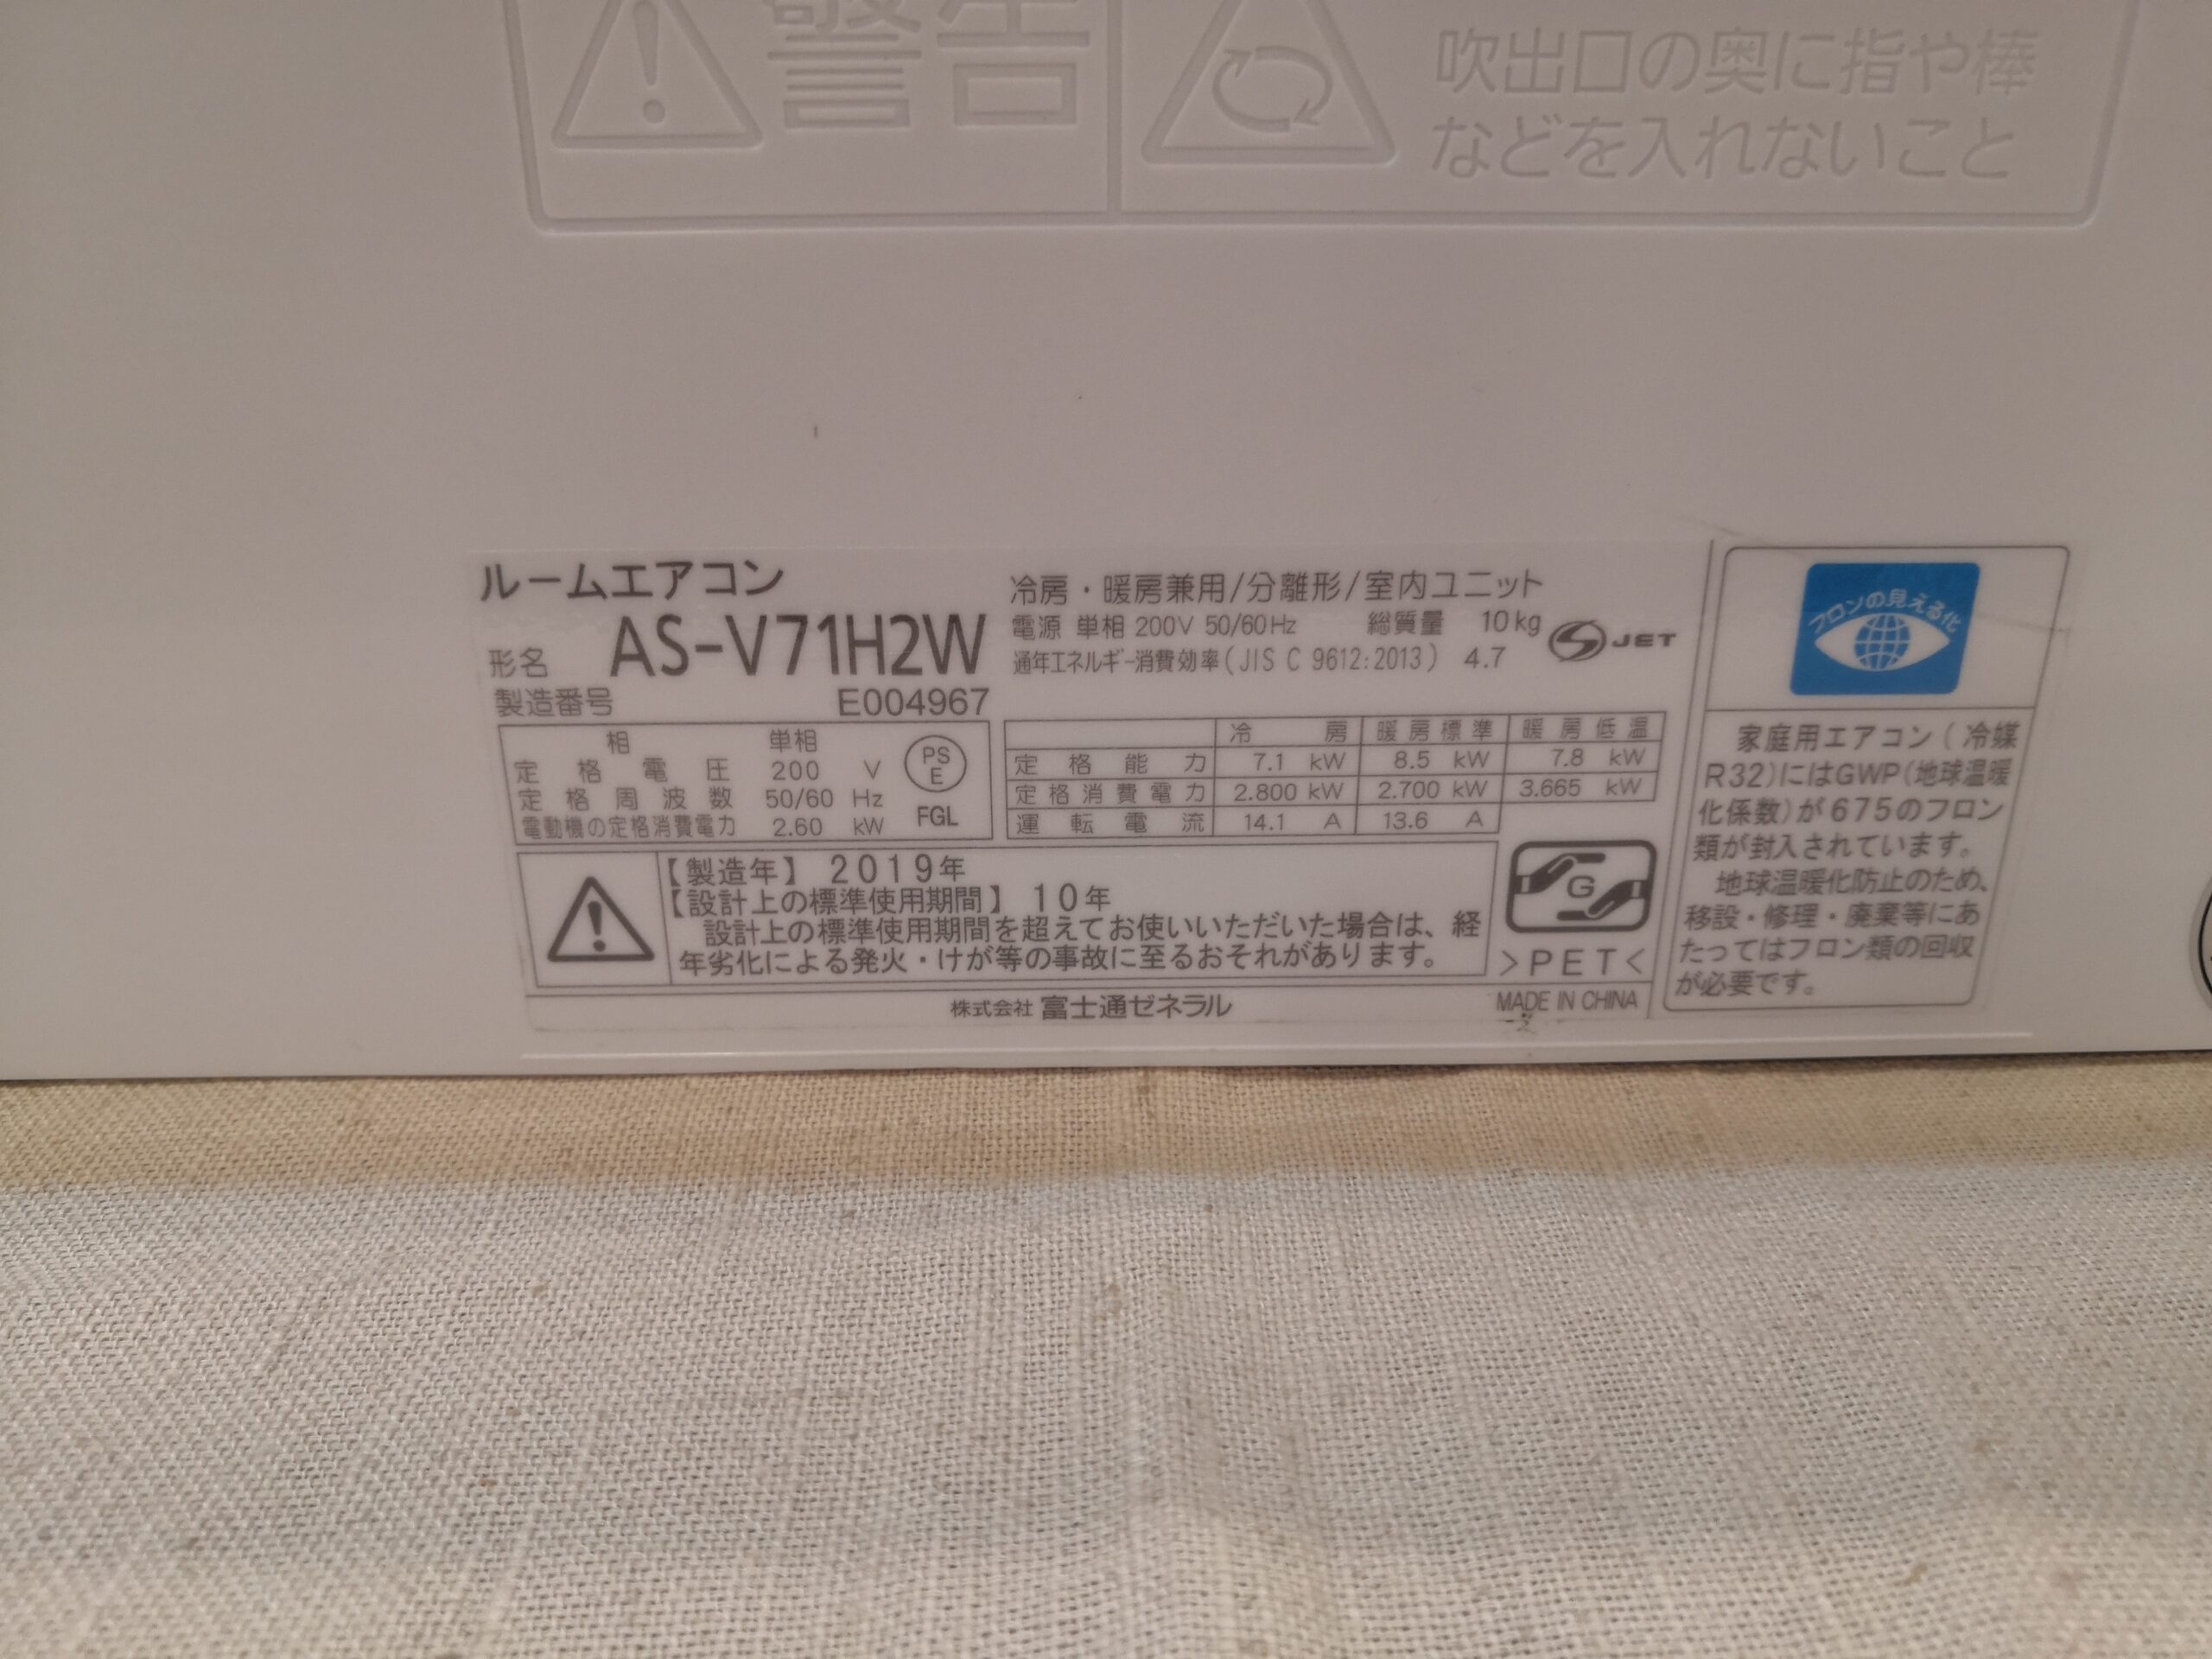 警告
吹出口の奥に指や棒
などを入れないこと
ルームエアコン
形名 AS-V71H2W
製造番号 E004967
冷房・暖房兼用/分離形/室内ユニット
電源 単相 200V 50/60Hz 総質量 10kg
通年エネルギー消費効率(JIS C 9612:2013) 4.7
JET
相 単相
定格電圧 200 V
定格周波数 50/60 Hz
電動機の定格消費電力 2.60 kW
PS
E
FGL
冷房 暖房標準 暖房低温
定格能力 7.1 kW 8.5 kW 7.8 kW
定格消費電力 2.800 kW 2.700 kW 3.665 kW
運転電流 14.1 A 13.6 A
【製造年】 2019年
【設計上の標準使用期間】 10年
設計上の標準使用期間を超えてお使いいただいた場合は、経
年劣化による発火・けが等の事故に至るおそれがあります。
G
>PET<
株式会社 富士通ゼネラル
MADE IN CHINA
フロンの見える化
家庭用エアコン(冷媒
R32)にはGWP(地球温暖
化係数)が675のフロン
類が封入されています。
地球温暖化防止のため、
移設・修理・廃棄等にあ
たってはフロン類の回収
が必要です。